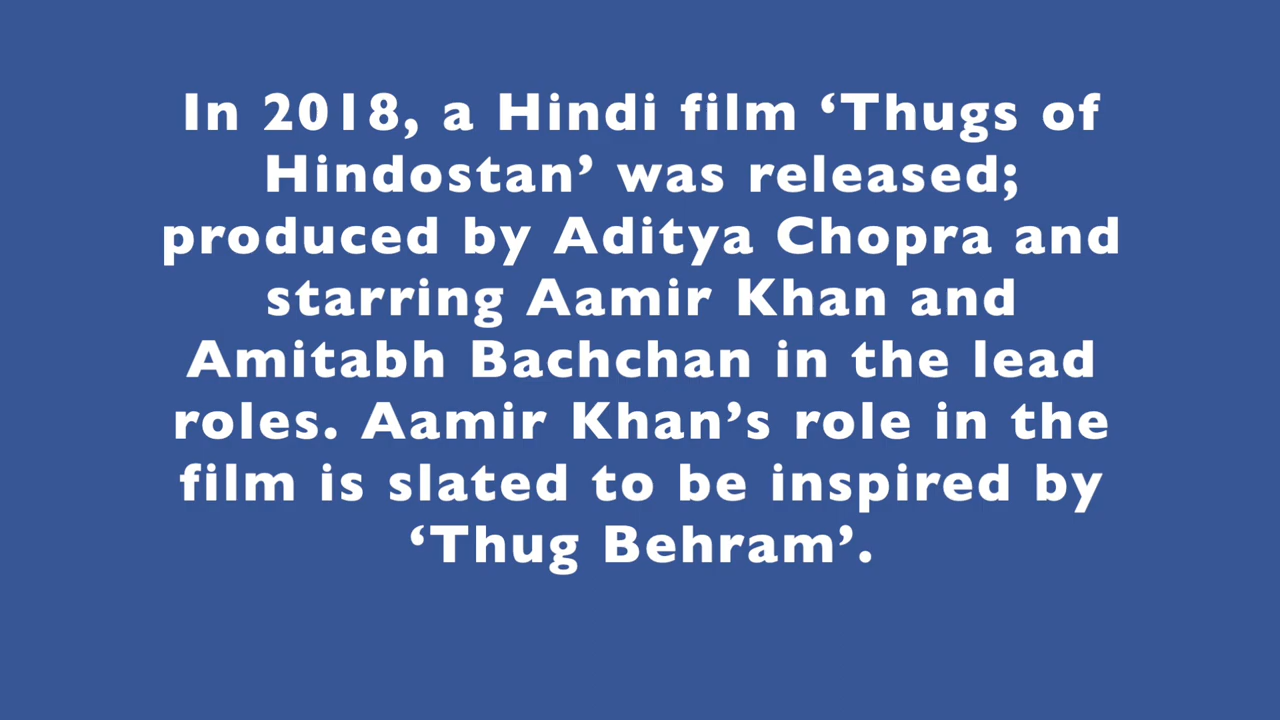 In 2018, a Hindi film ‘Thugs of
Hindostan’ was released;
produced by Aditya Chopra and
starring Aamir Khan and
Amitabh Bachchan in the lead
roles. Aamir Khan’s role in the
film is slated to be inspired by
‘Thug Behram’.